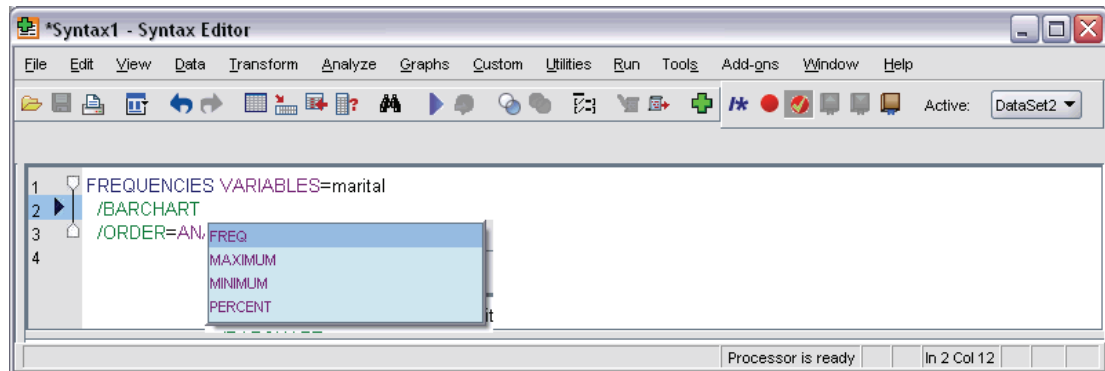 *Syntax1 - Syntax Editor
File Edit View Data Transform Analyze Graphs Custom Utilities Run Tools Add-ons Window Help
Active: DataSet2
1 FREQUENCIES VARIABLES=marital
2 /BARCHART
3 /ORDER=ANA
4
FREQ
MAXIMUM
MINIMUM
PERCENT
it
Processor is ready In 2 Col 12